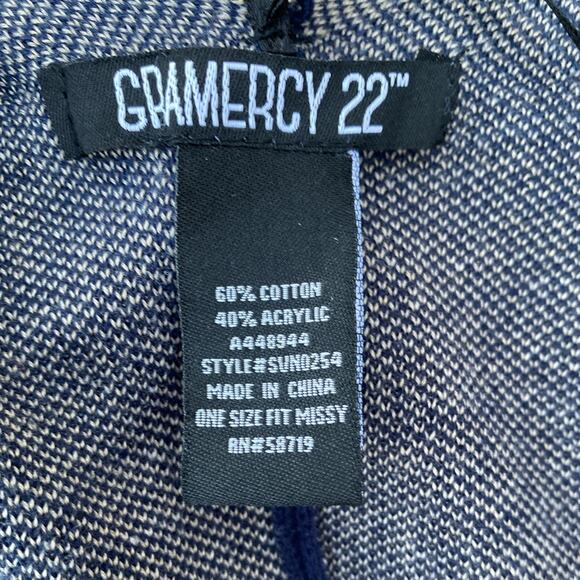 GRAMERCY 22™
60% COTTON
40% ACRYLIC
A448944
STYLE#SVN0254
MADE IN CHINA
ONE SIZE FIT MISSY
RN#58719